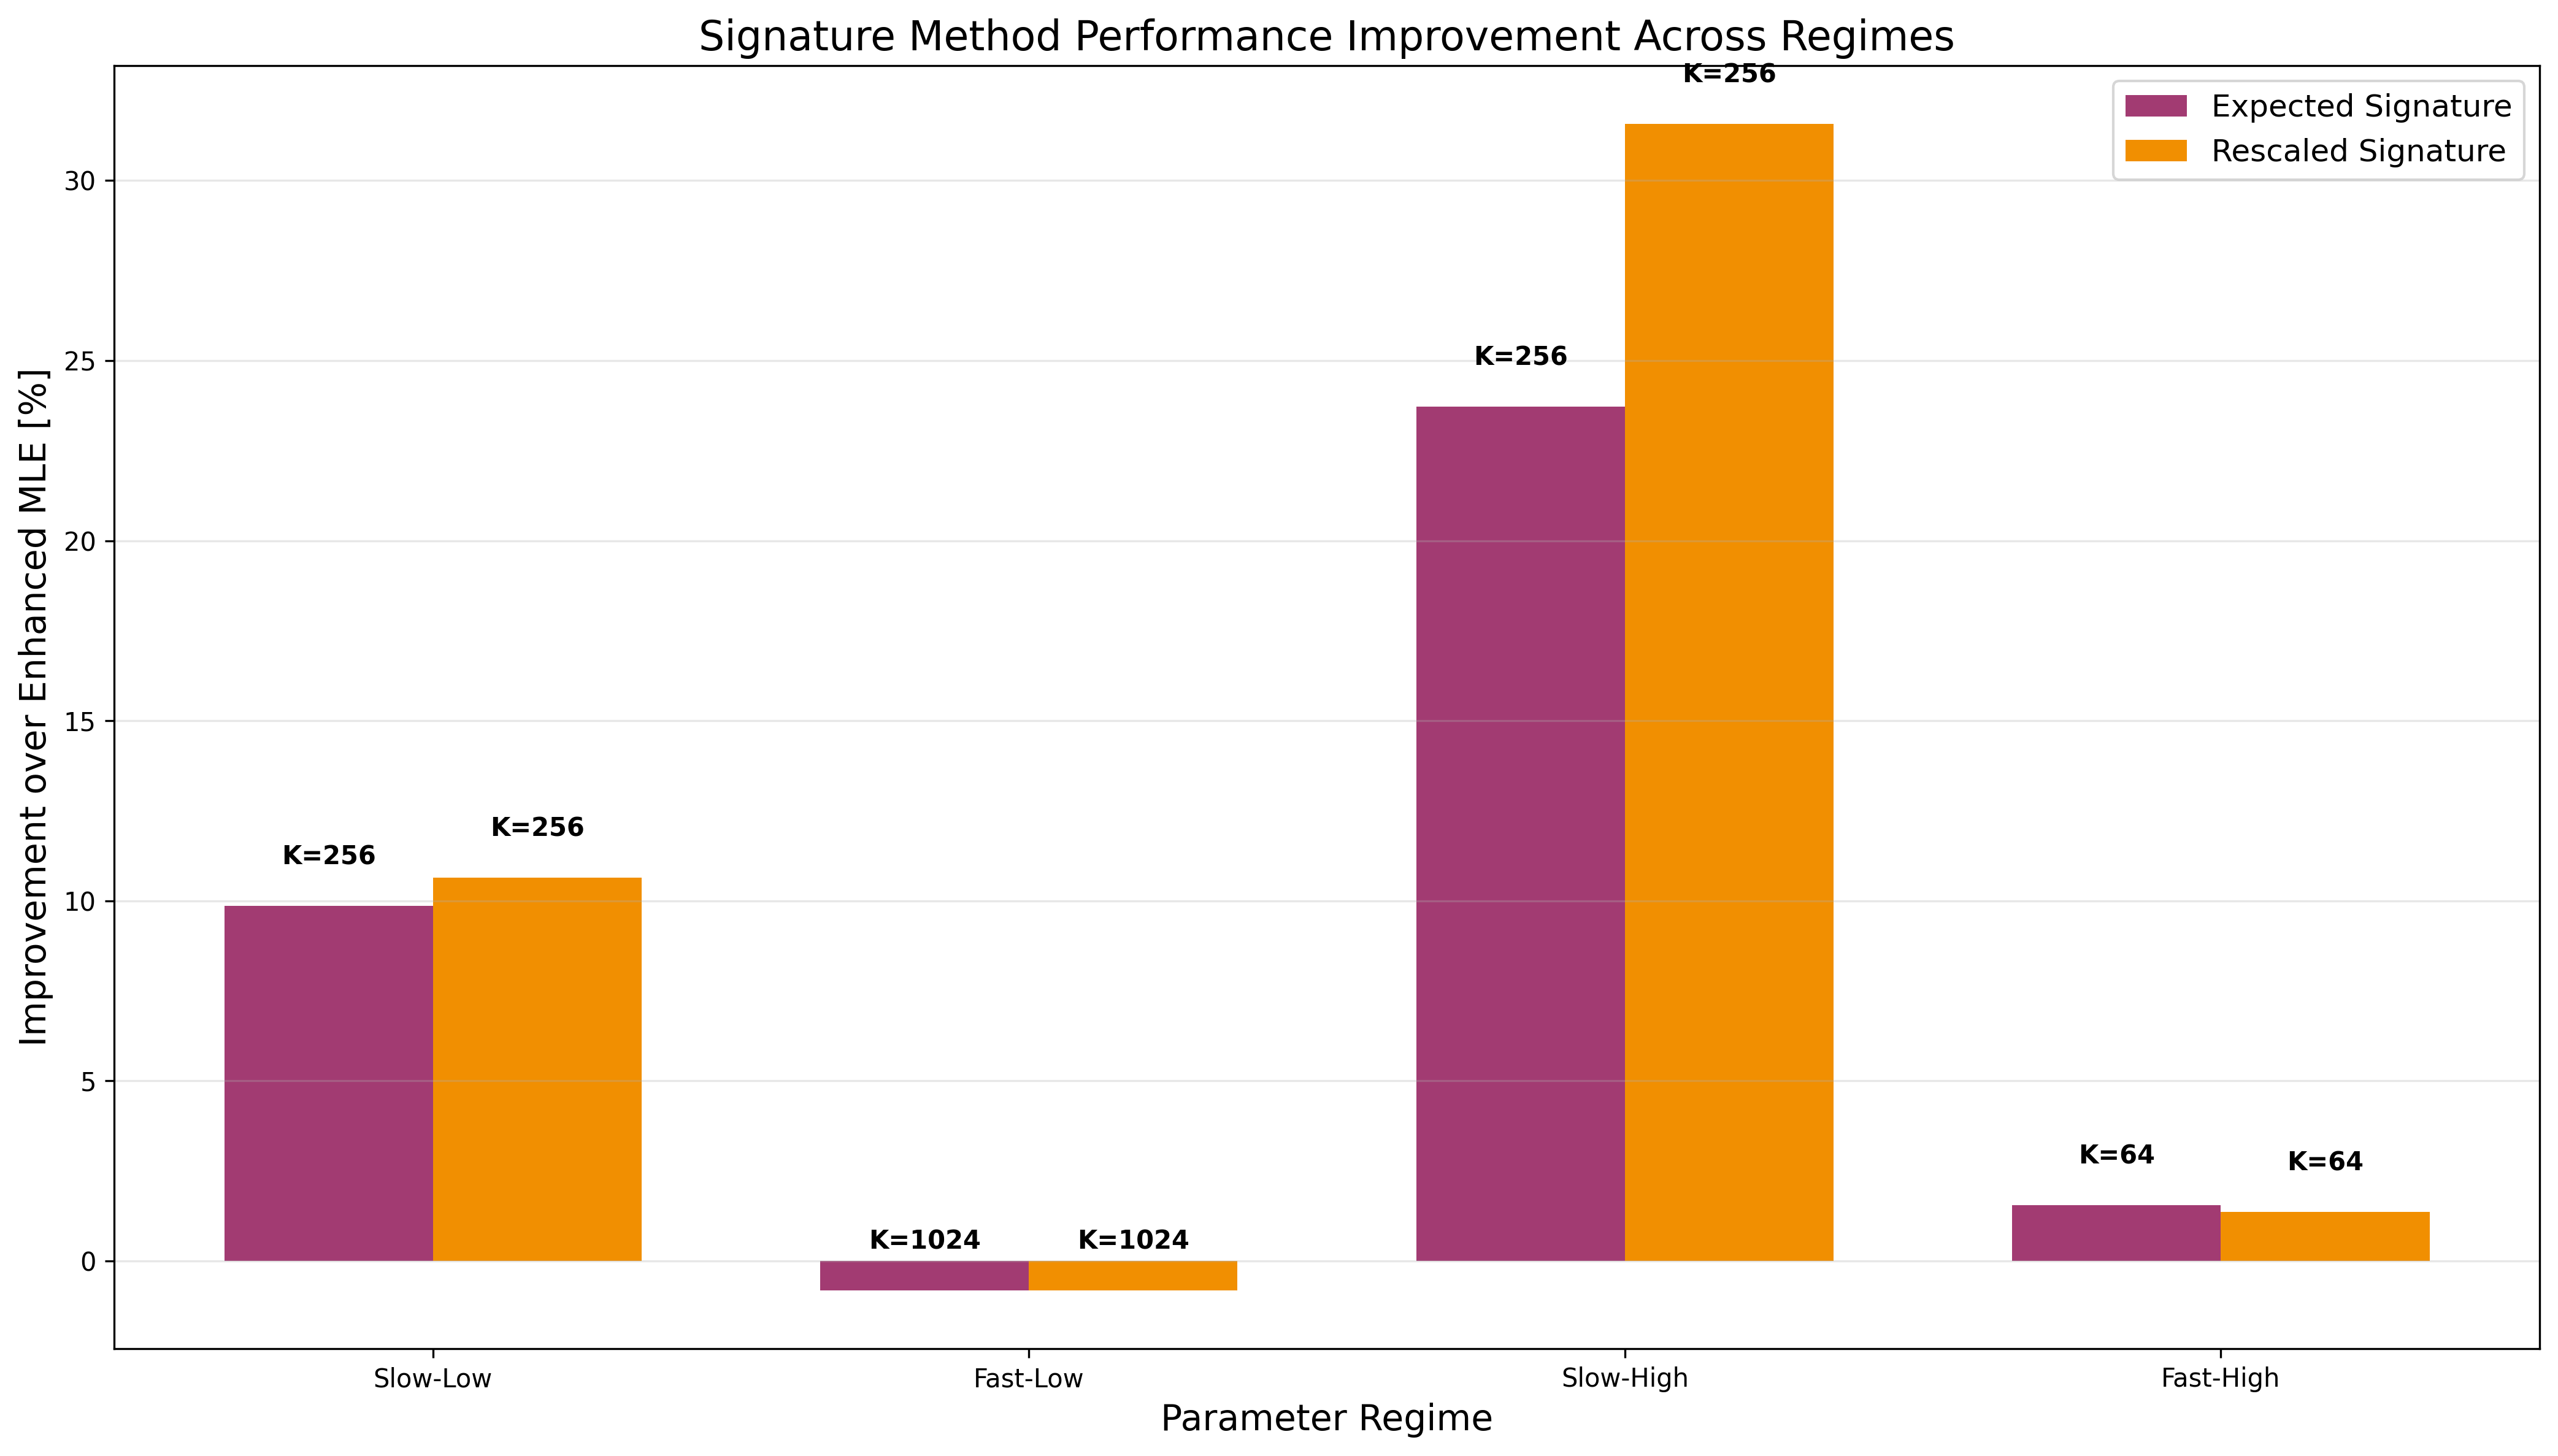 Signature Method Performance Improvement Across Regimes
K=256
Expected Signature
Rescaled Signature
30
K=256
25
20
15
K=256
K=256
10
5
K=64
K=64
K=1024
K=1024
0
Improvement over Enhanced MLE [%]
Slow-Low
Fast-Low
Slow-High
Fast-High
Parameter Regime